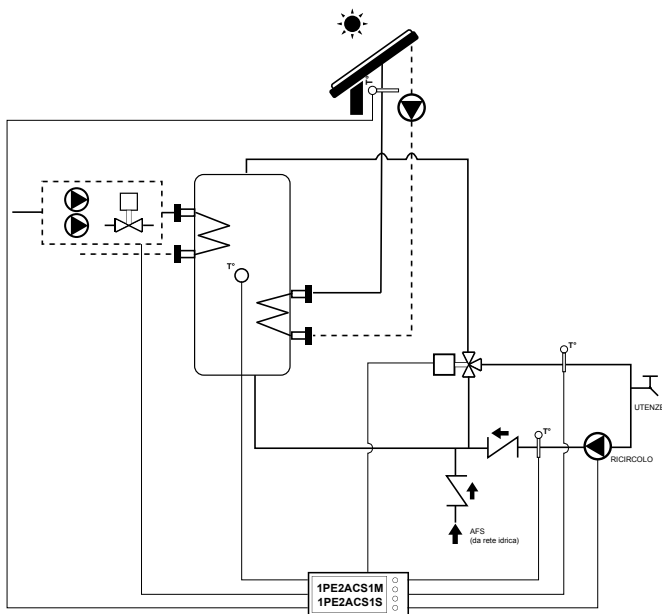 T°
T°
T°
UTENZE
T°
RICIRCOLO
AFS
(da rete idrica)
1PE2ACS1M
1PE2ACS1S